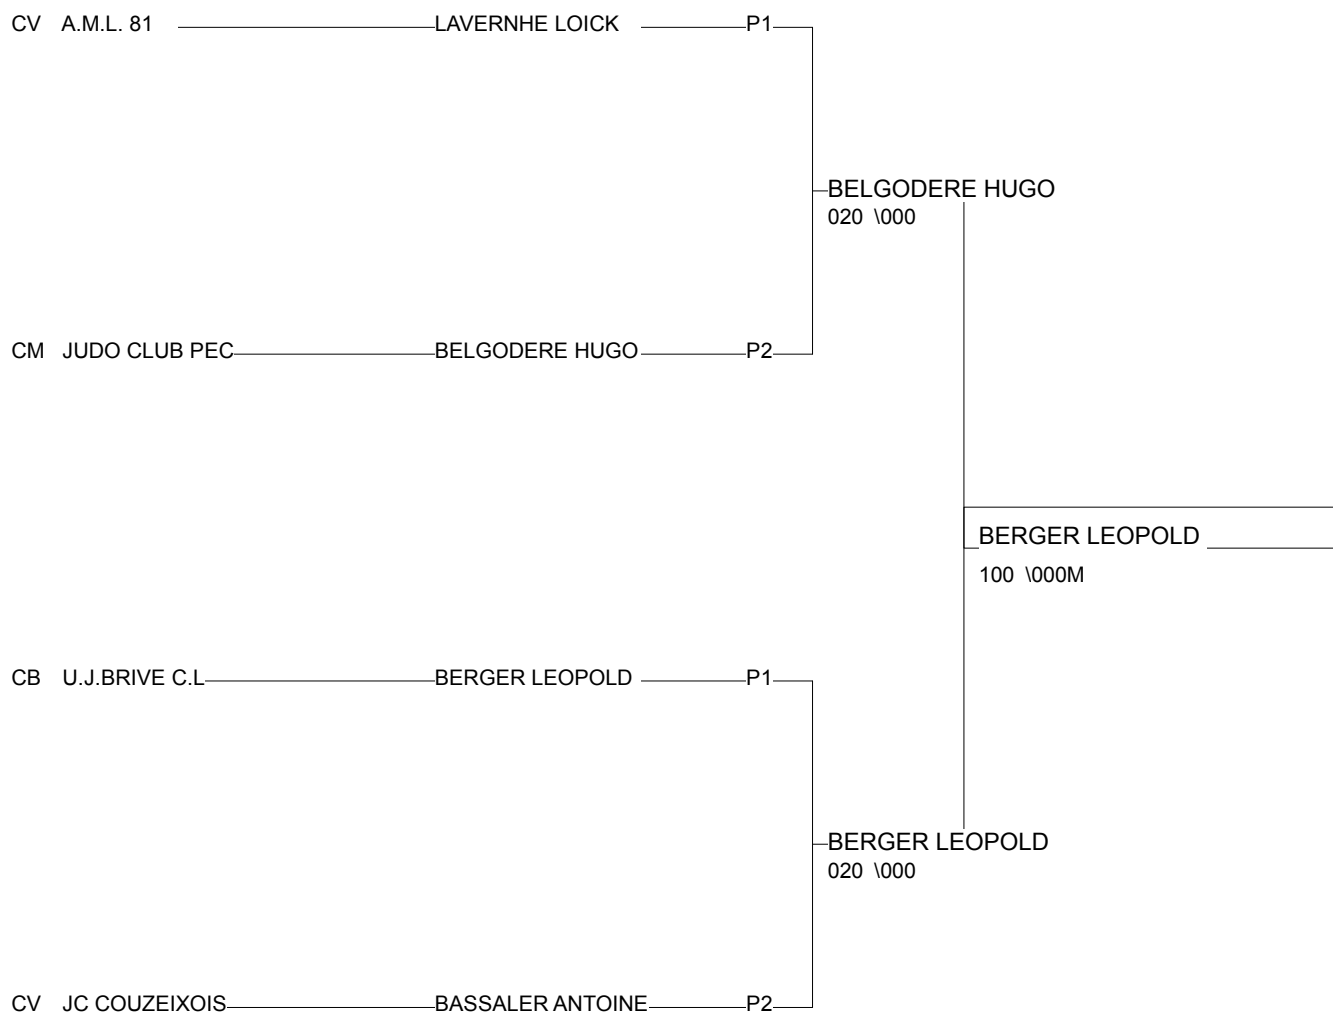 CV A.M.L. 81 LAVERNHE LOICK P1
BELGODERE HUGO
020 \000
CM JUDO CLUB PEC BELGODERE HUGO P2
BERGER LEOPOLD
100 \000M
CB U.J.BRIVE C.L BERGER LEOPOLD P1
BERGER LEOPOLD
020 \000
CV JC COUZEIXOIS BASSALER ANTOINE P2